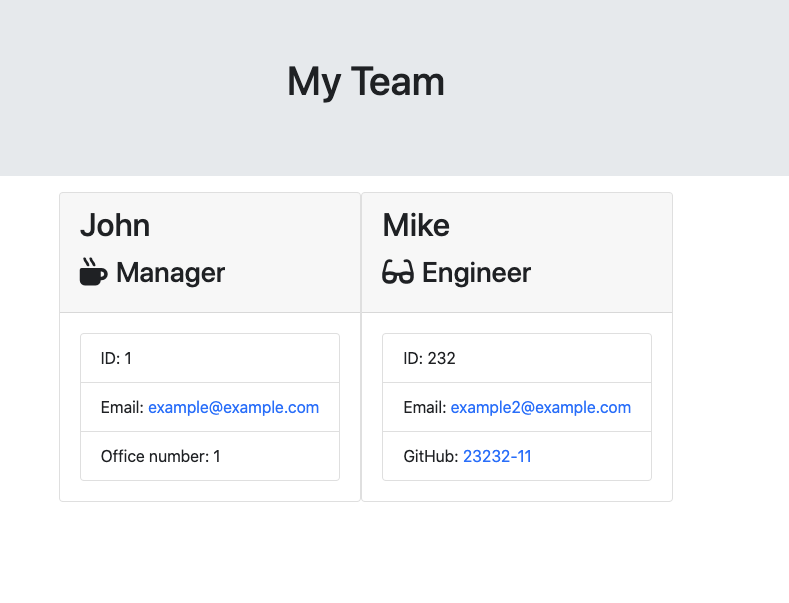 My Team
John
Manager
ID: 1
Email: example@example.com
Office number: 1
Mike
Engineer
ID: 232
Email: example2@example.com
GitHub: 23232-11